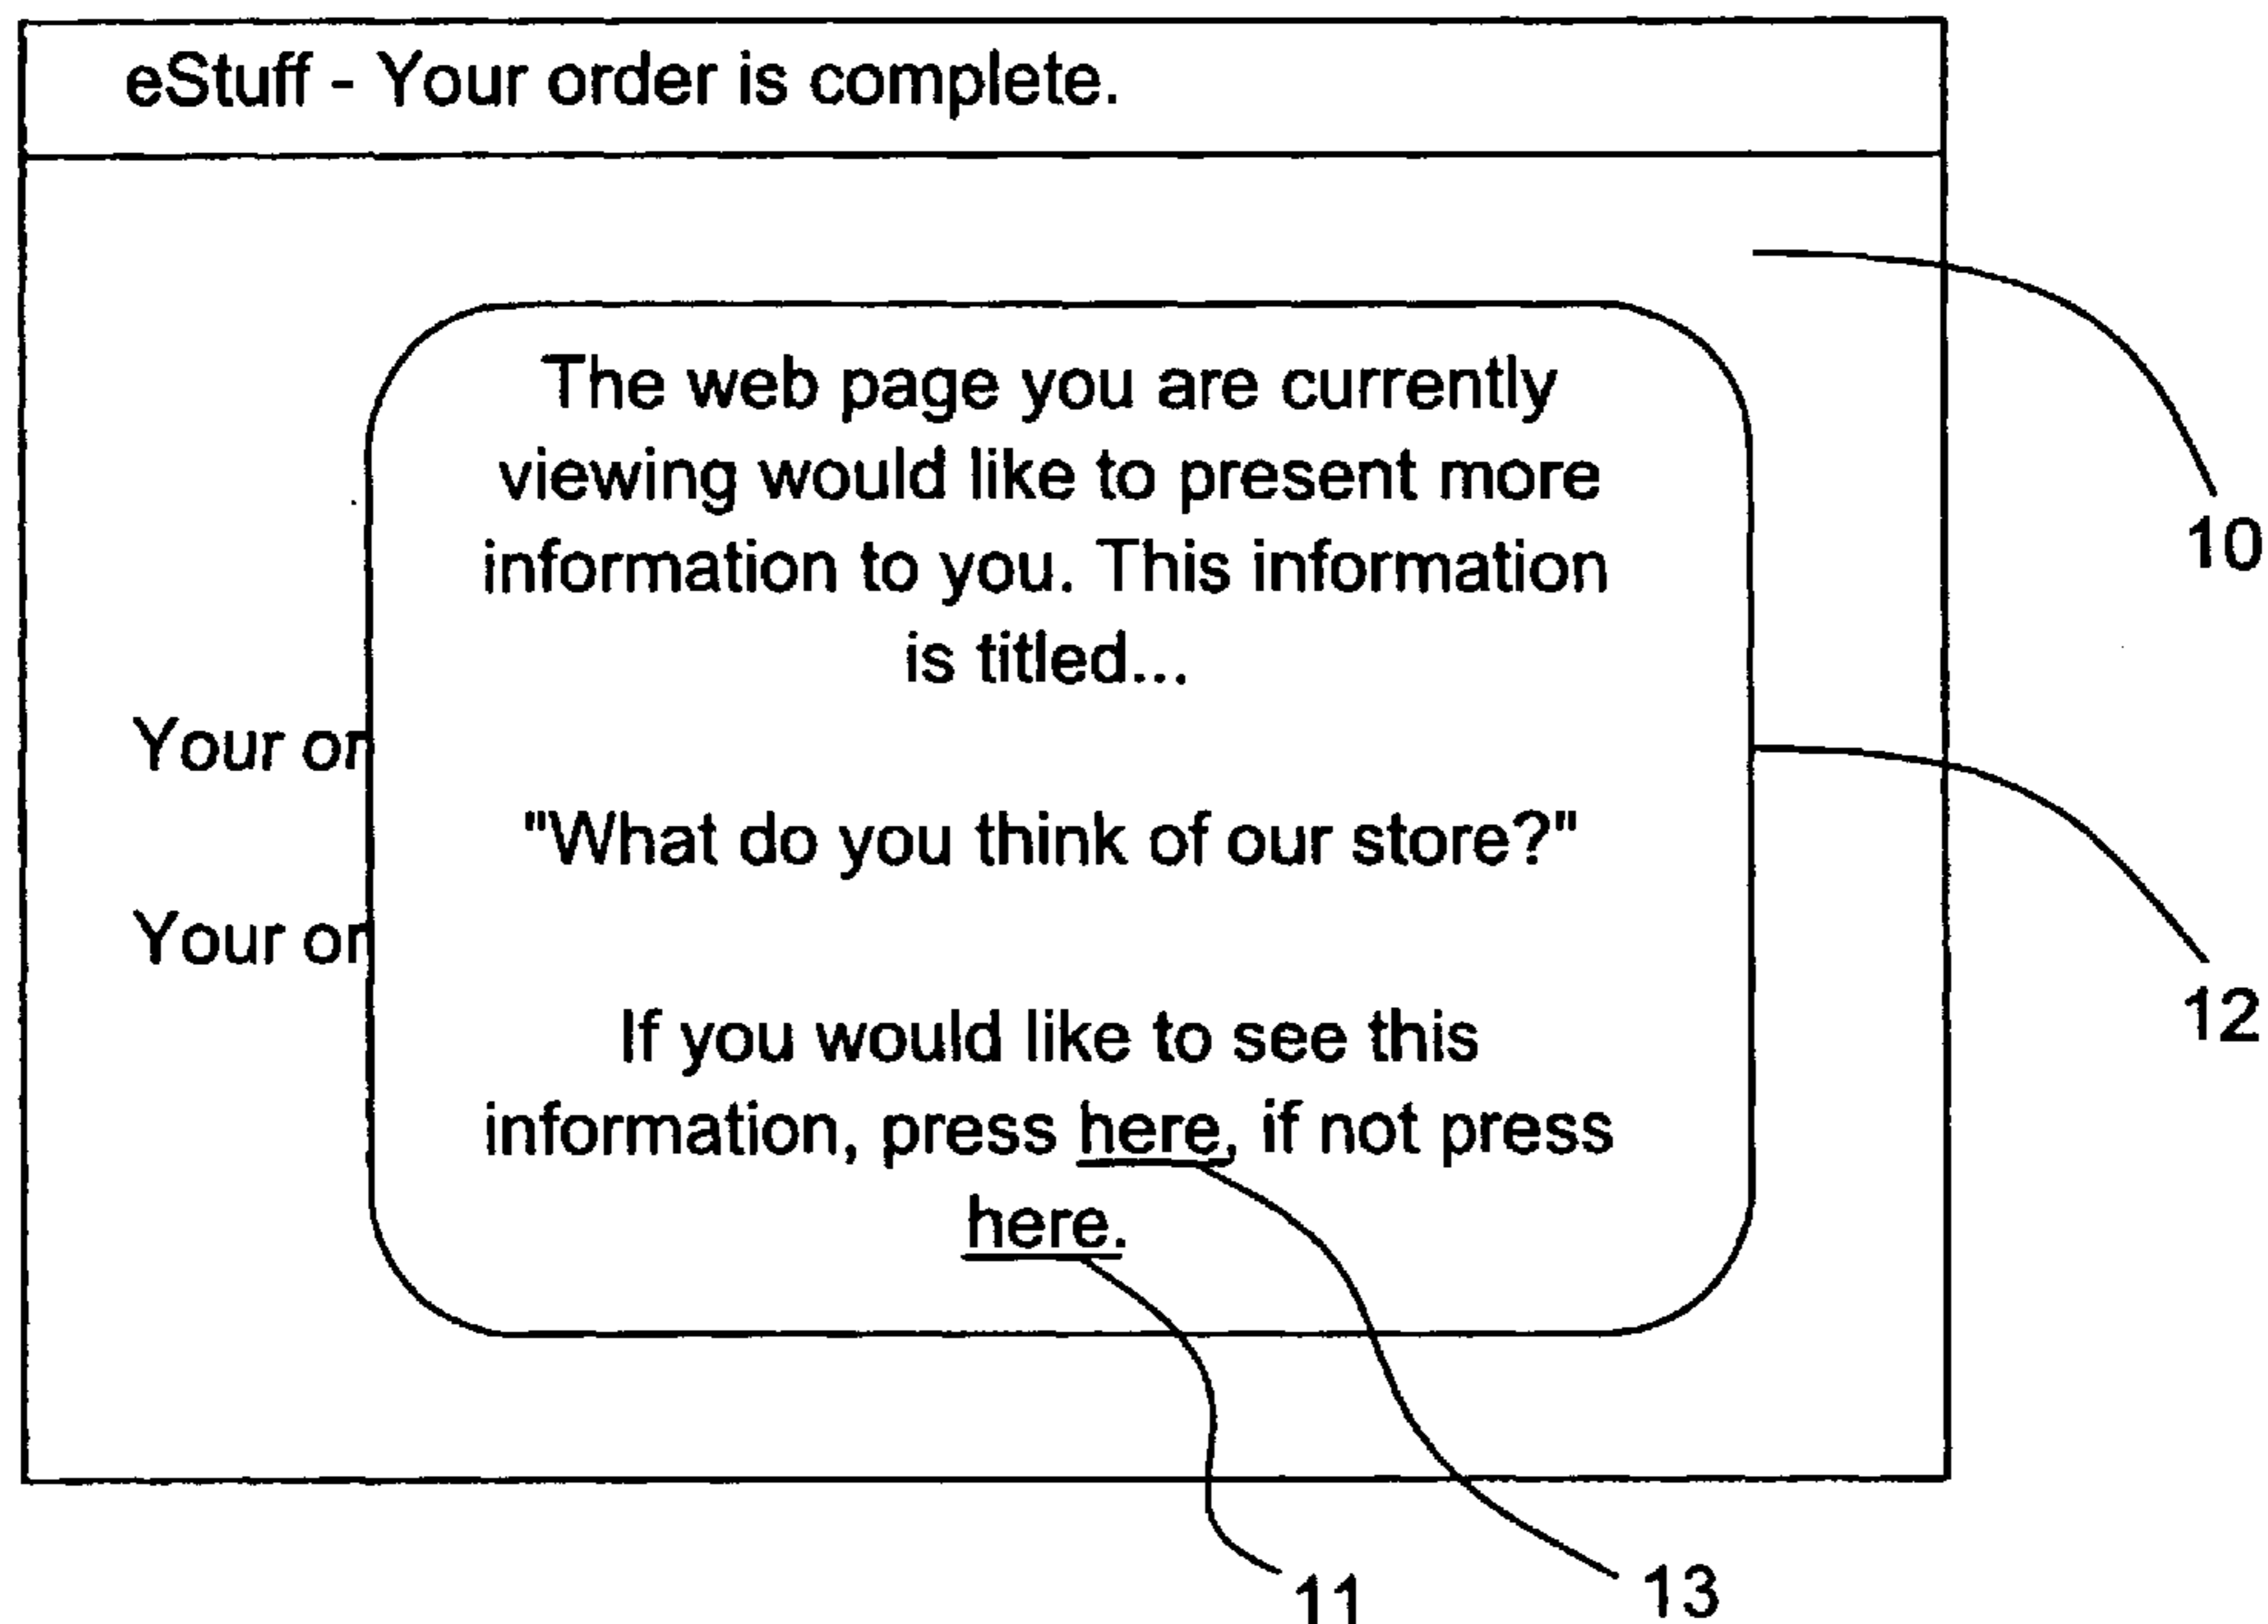 eStuff - Your order is complete.
The web page you are currently
viewing would like to present more
information to you. This information
is titled...
Your or
"What do you think of our store?"
Your or
If you would like to see this
information, press here, if not press
here.
10
12
11
13